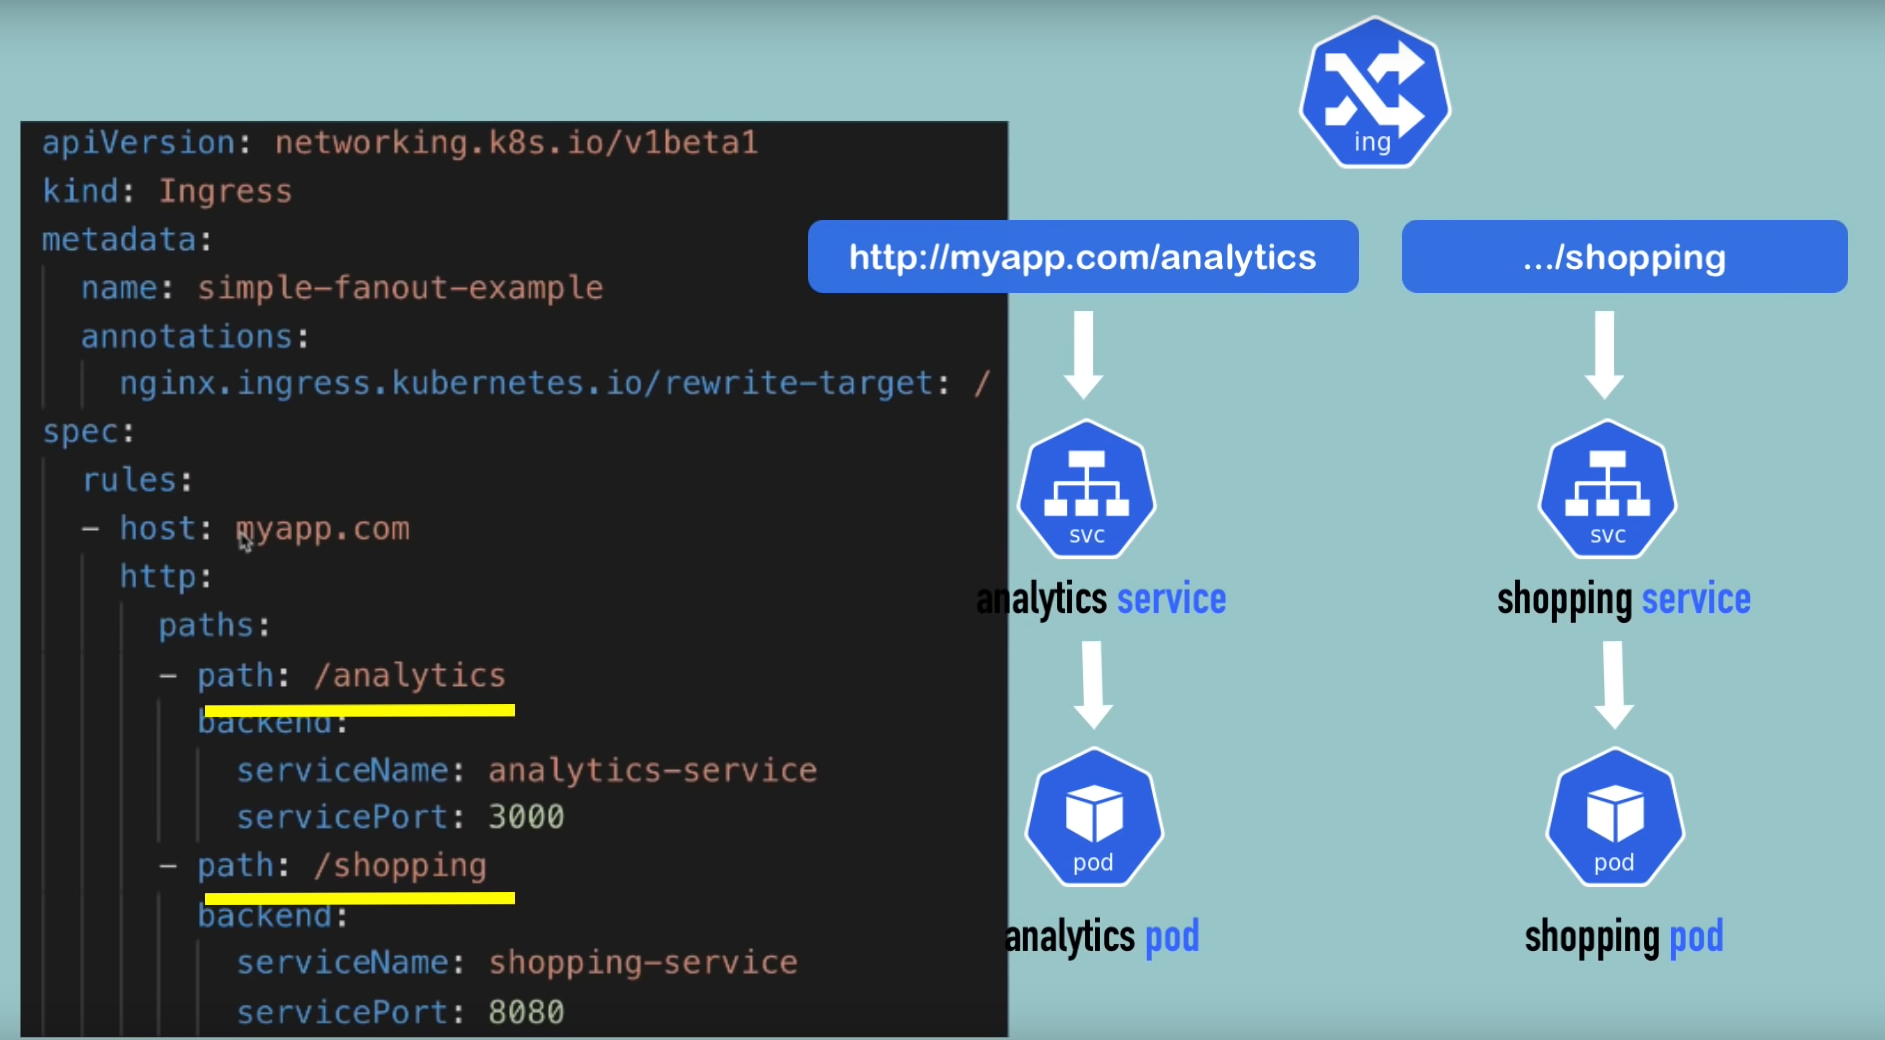 apiVersion: networking.k8s.io/v1beta1
kind: Ingress
metadata:
name: simple-fanout-example
annotations:
nginx.ingress.kubernetes.io/rewrite-target: /
spec:
rules:
- host: myapp.com
http:
paths:
- path: /analytics
backend:
serviceName: analytics-service
servicePort: 3000
- path: /shopping
backend:
serviceName: shopping-service
servicePort: 8080
ing
http://myapp.com/analytics
.../shopping
svc
analytics service
pod
analytics pod
svc
shopping service
pod
shopping pod